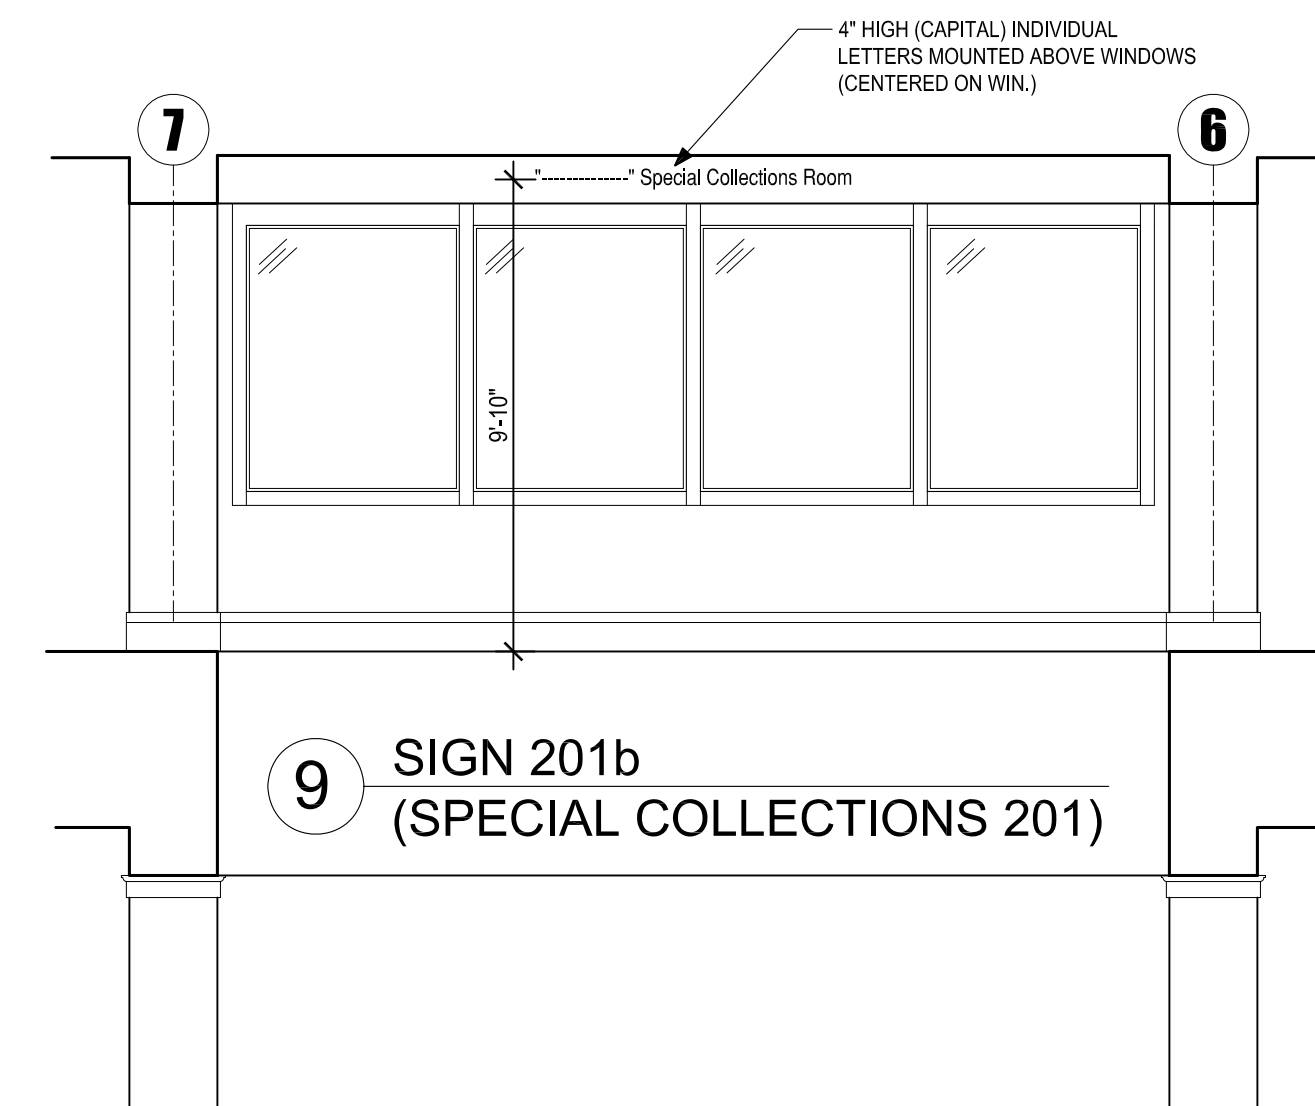 4" HIGH (CAPITAL) INDIVIDUAL
LETTERS MOUNTED ABOVE WINDOWS
(CENTERED ON WIN.)
7
6
"--------------" Special Collections Room
9'-10"
9
SIGN 201b
(SPECIAL COLLECTIONS 201)